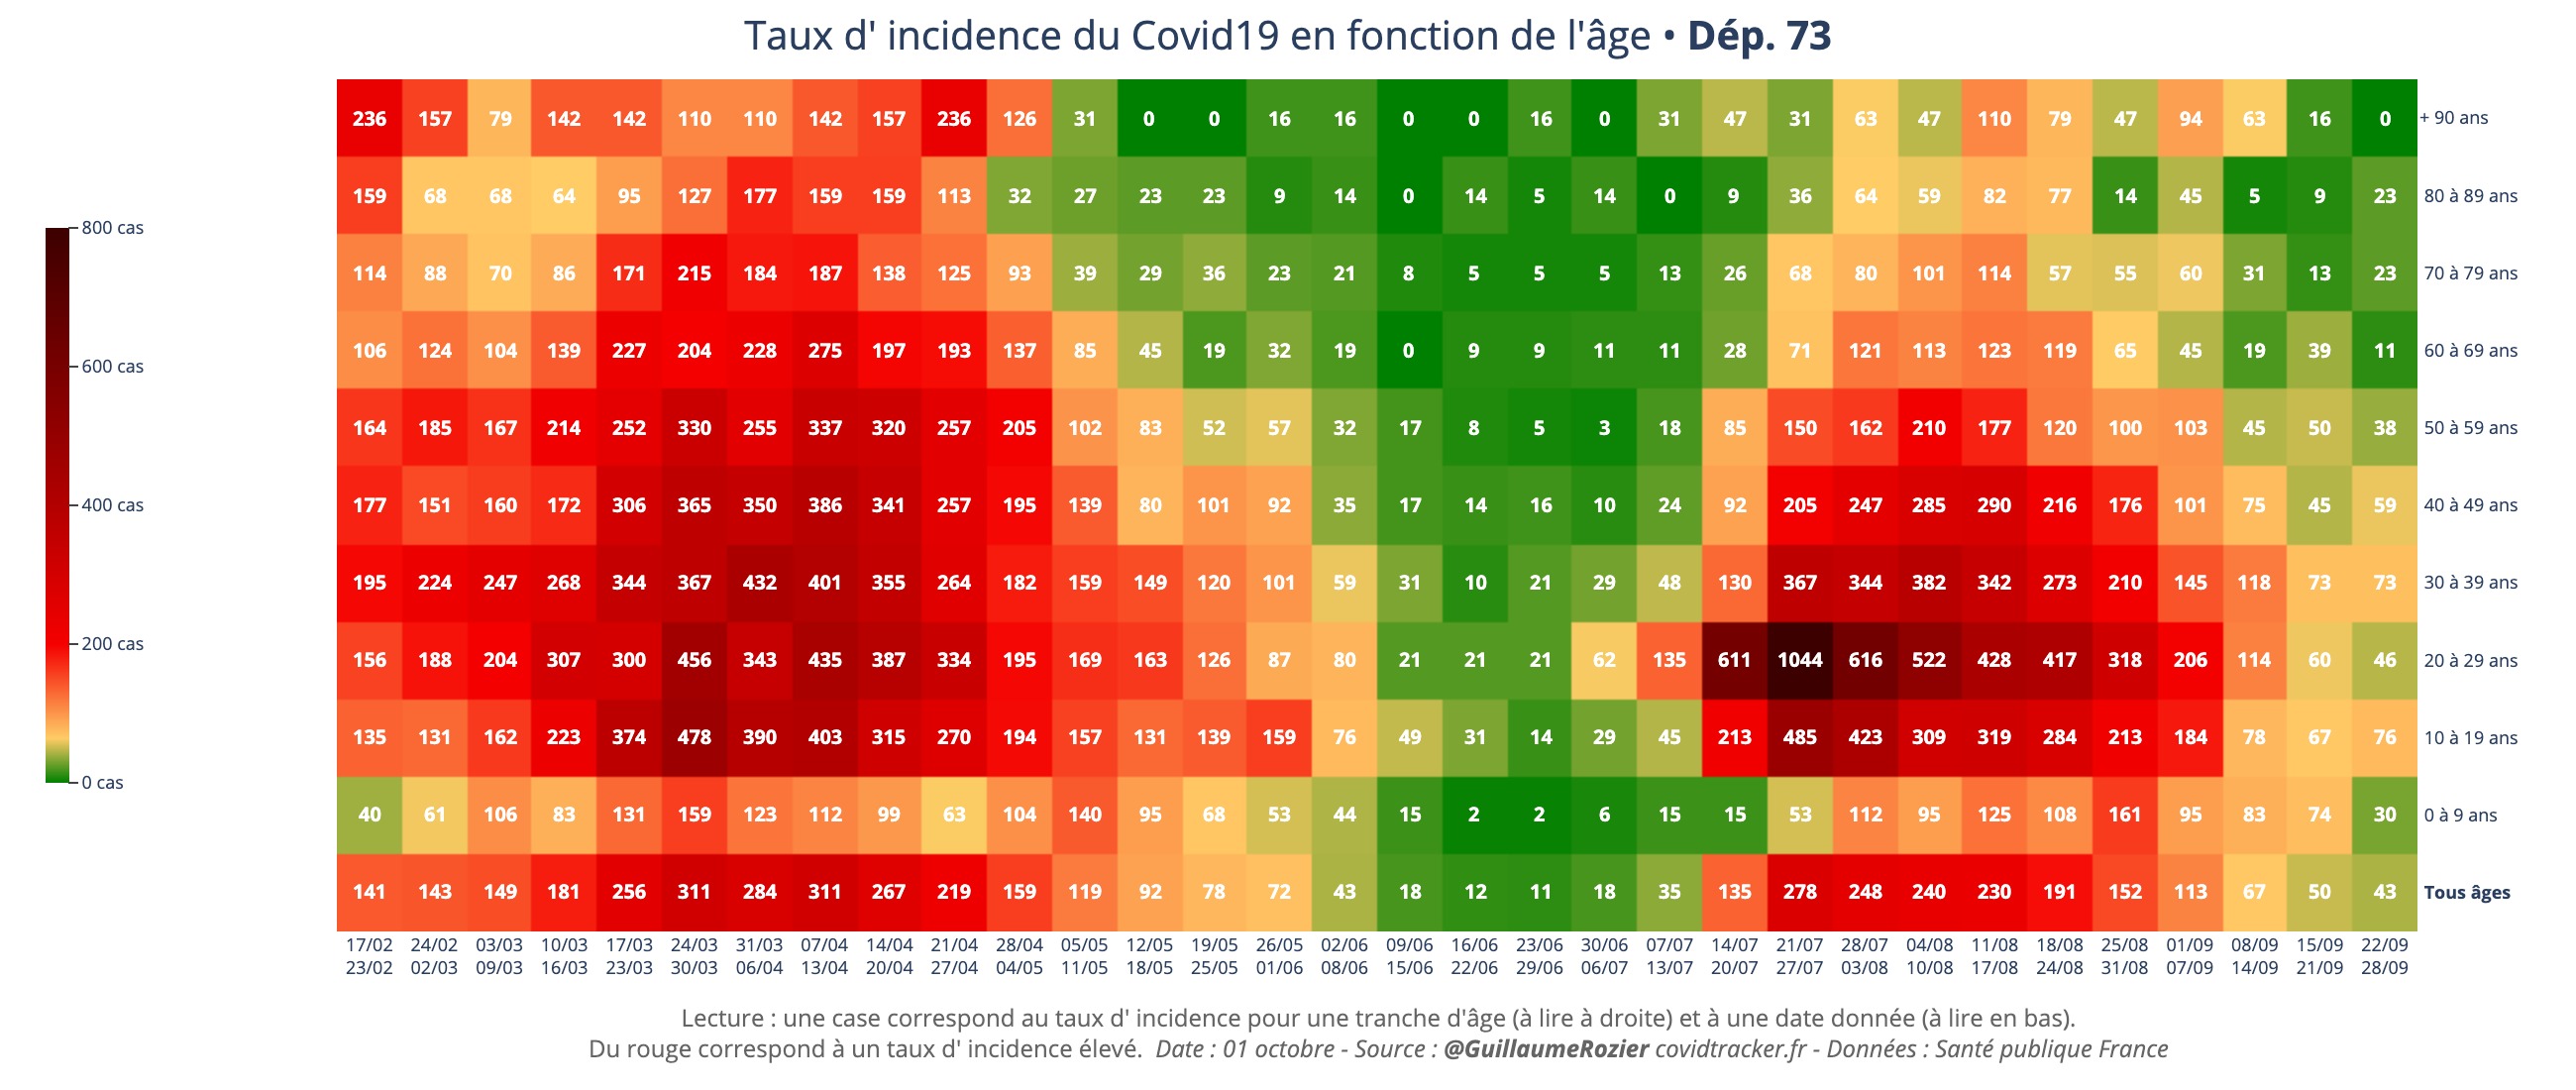 Taux d' incidence du Covid19 en fonction de l'âge • Dép. 73
800 cas
600 cas
400 cas
200 cas
0 cas
236 157 79 142 142 110 110 142 157 236 126 31 0 0 16 16 0 0 16 0 31 47 31 63 47 110 79 47 94 63 16 0 + 90 ans
159 68 68 64 95 127 177 159 159 113 32 27 23 23 9 14 0 14 5 14 0 9 36 64 59 82 77 14 45 5 9 23 80 à 89 ans
114 88 70 86 171 215 184 187 138 125 93 39 29 36 23 21 8 5 5 5 13 26 68 80 101 114 57 55 60 31 13 23 70 à 79 ans
106 124 104 139 227 204 228 275 197 193 137 85 45 19 32 19 0 9 9 11 11 28 71 121 113 123 119 65 45 19 39 11 60 à 69 ans
164 185 167 214 252 330 255 337 320 257 205 102 83 52 57 32 17 8 5 3 18 85 150 162 210 177 120 100 103 45 50 38 50 à 59 ans
177 151 160 172 306 365 350 386 341 257 195 139 80 101 92 35 17 14 16 10 24 92 205 247 285 290 216 176 101 75 45 59 40 à 49 ans
195 224 247 268 344 367 432 401 355 264 182 159 149 120 101 59 31 10 21 29 48 130 367 344 382 342 273 210 145 118 73 73 30 à 39 ans
156 188 204 307 300 456 343 435 387 334 195 169 163 126 87 80 21 21 21 62 135 611 1044 616 522 428 417 318 206 114 60 46 20 à 29 ans
135 131 162 223 374 478 390 403 315 270 194 157 131 139 159 76 49 31 14 29 45 213 485 423 309 319 284 213 184 78 67 76 10 à 19 ans
40 61 106 83 131 159 123 112 99 63 104 140 95 68 53 44 15 2 2 6 15 15 53 112 95 125 108 161 95 83 74 30 0 à 9 ans
141 143 149 181 256 311 284 311 267 219 159 119 92 78 72 43 18 12 11 18 35 135 278 248 240 230 191 152 113 67 50 43 Tous âges
17/02 24/02 03/03 10/03 17/03 24/03 31/03 07/04 14/04 21/04 28/04 05/05 12/05 19/05 26/05 02/06 09/06 16/06 23/06 30/06 07/07 14/07 21/07 28/07 04/08 11/08 18/08 25/08 01/09 08/09 15/09 22/09
23/02 02/03 09/03 16/03 23/03 30/03 06/04 13/04 20/04 27/04 04/05 11/05 18/05 25/05 01/06 08/06 15/06 22/06 29/06 06/07 13/07 20/07 27/07 03/08 10/08 17/08 24/08 31/08 07/09 14/09 21/09 28/09
Lecture : une case correspond au taux d' incidence pour une tranche d'âge (à lire à droite) et à une date donnée (à lire en bas).
Du rouge correspond à un taux d' incidence élevé. Date : 01 octobre - Source : @GuillaumeRozier covidtracker.fr - Données : Santé publique France